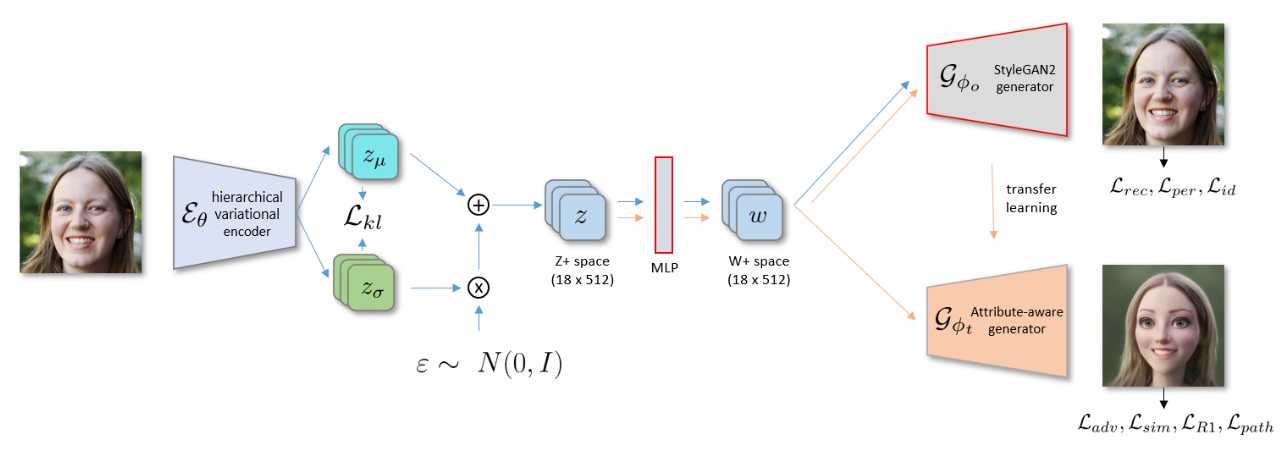 $\mathcal{E}_{\theta}$
hierarchical
variational
encoder
$z_{\mu}$
$\mathcal{L}_{kl}$
$z_{\sigma}$
+
x
$\varepsilon \sim N(0, I)$
$z$
Z+ space
(18 x 512)
MLP
$w$
W+ space
(18 x 512)
$\mathcal{G}_{\phi_o}$
StyleGAN2
generator
$\mathcal{L}_{rec}, \mathcal{L}_{per}, \mathcal{L}_{id}$
transfer
learning
$\mathcal{G}_{\phi_t}$
Attribute-aware
generator
$\mathcal{L}_{adv}, \mathcal{L}_{sim}, \mathcal{L}_{R1}, \mathcal{L}_{path}$